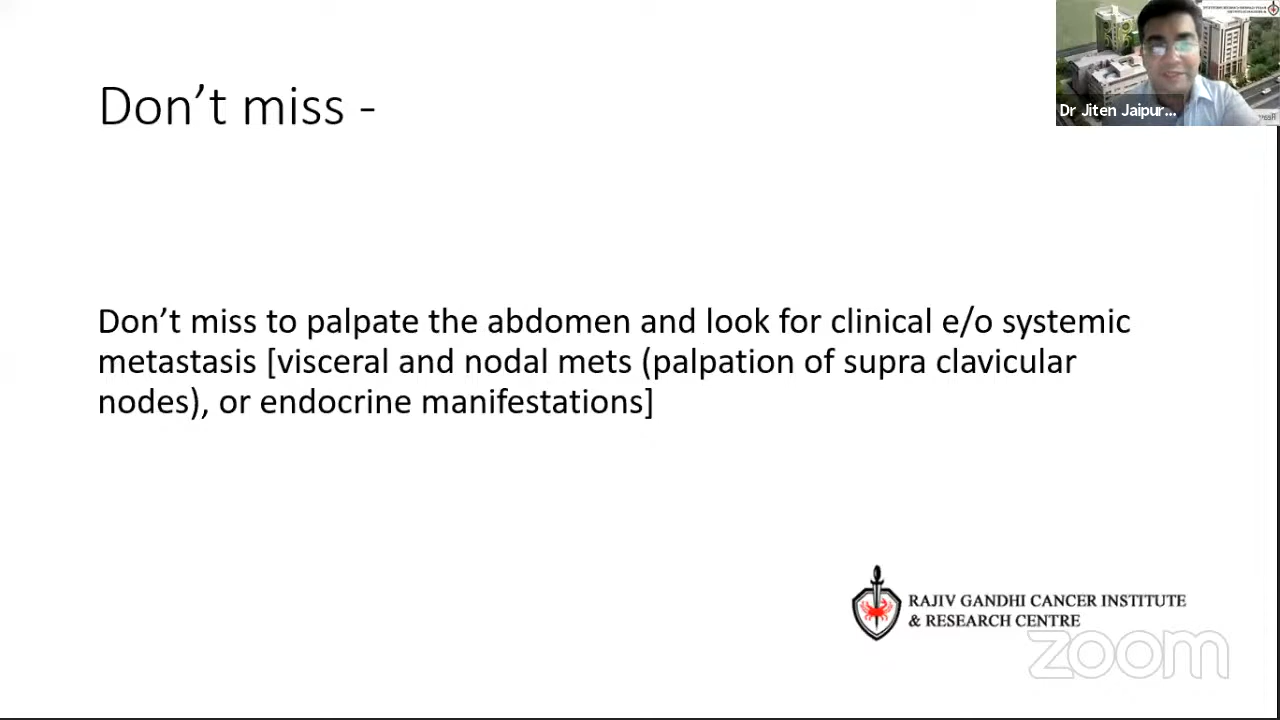 Don’t miss -
Dr Jiten Jaipur...
Don’t miss to palpate the abdomen and look for clinical e/o systemic
metastasis [visceral and nodal mets (palpation of supra clavicular
nodes), or endocrine manifestations]
RAJIV GANDHI CANCER INSTITUTE
& RESEARCH CENTRE
zoom